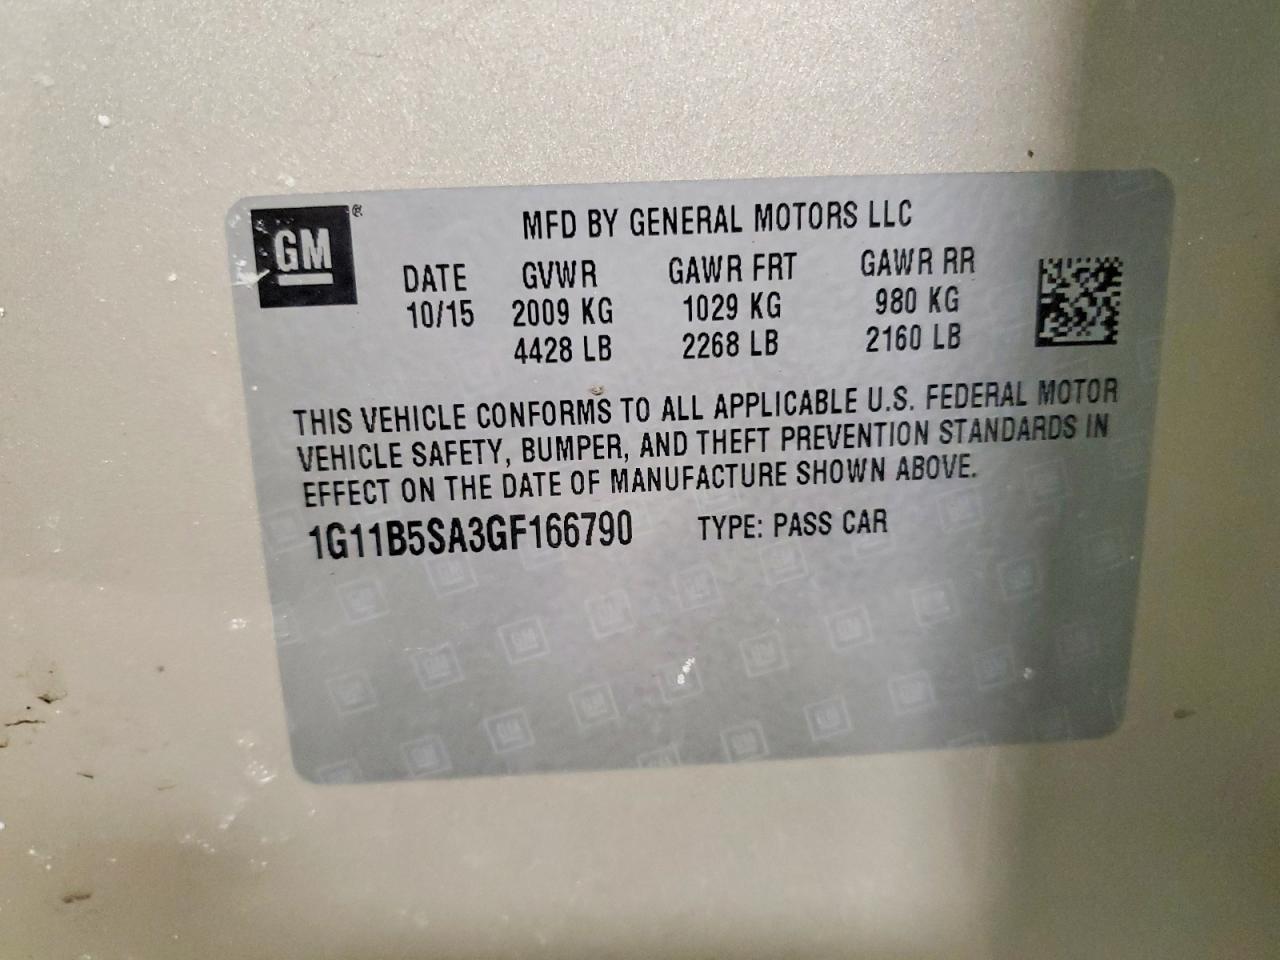 GM®
MFD BY GENERAL MOTORS LLC
DATE GVWR GAWR FRT GAWR RR
10/15 2009 KG 1029 KG 980 KG
4428 LB 2268 LB 2160 LB
THIS VEHICLE CONFORMS TO ALL APPLICABLE U.S. FEDERAL MOTOR
VEHICLE SAFETY, BUMPER, AND THEFT PREVENTION STANDARDS IN
EFFECT ON THE DATE OF MANUFACTURE SHOWN ABOVE.
1G11B5SA3GF166790 TYPE: PASS CAR